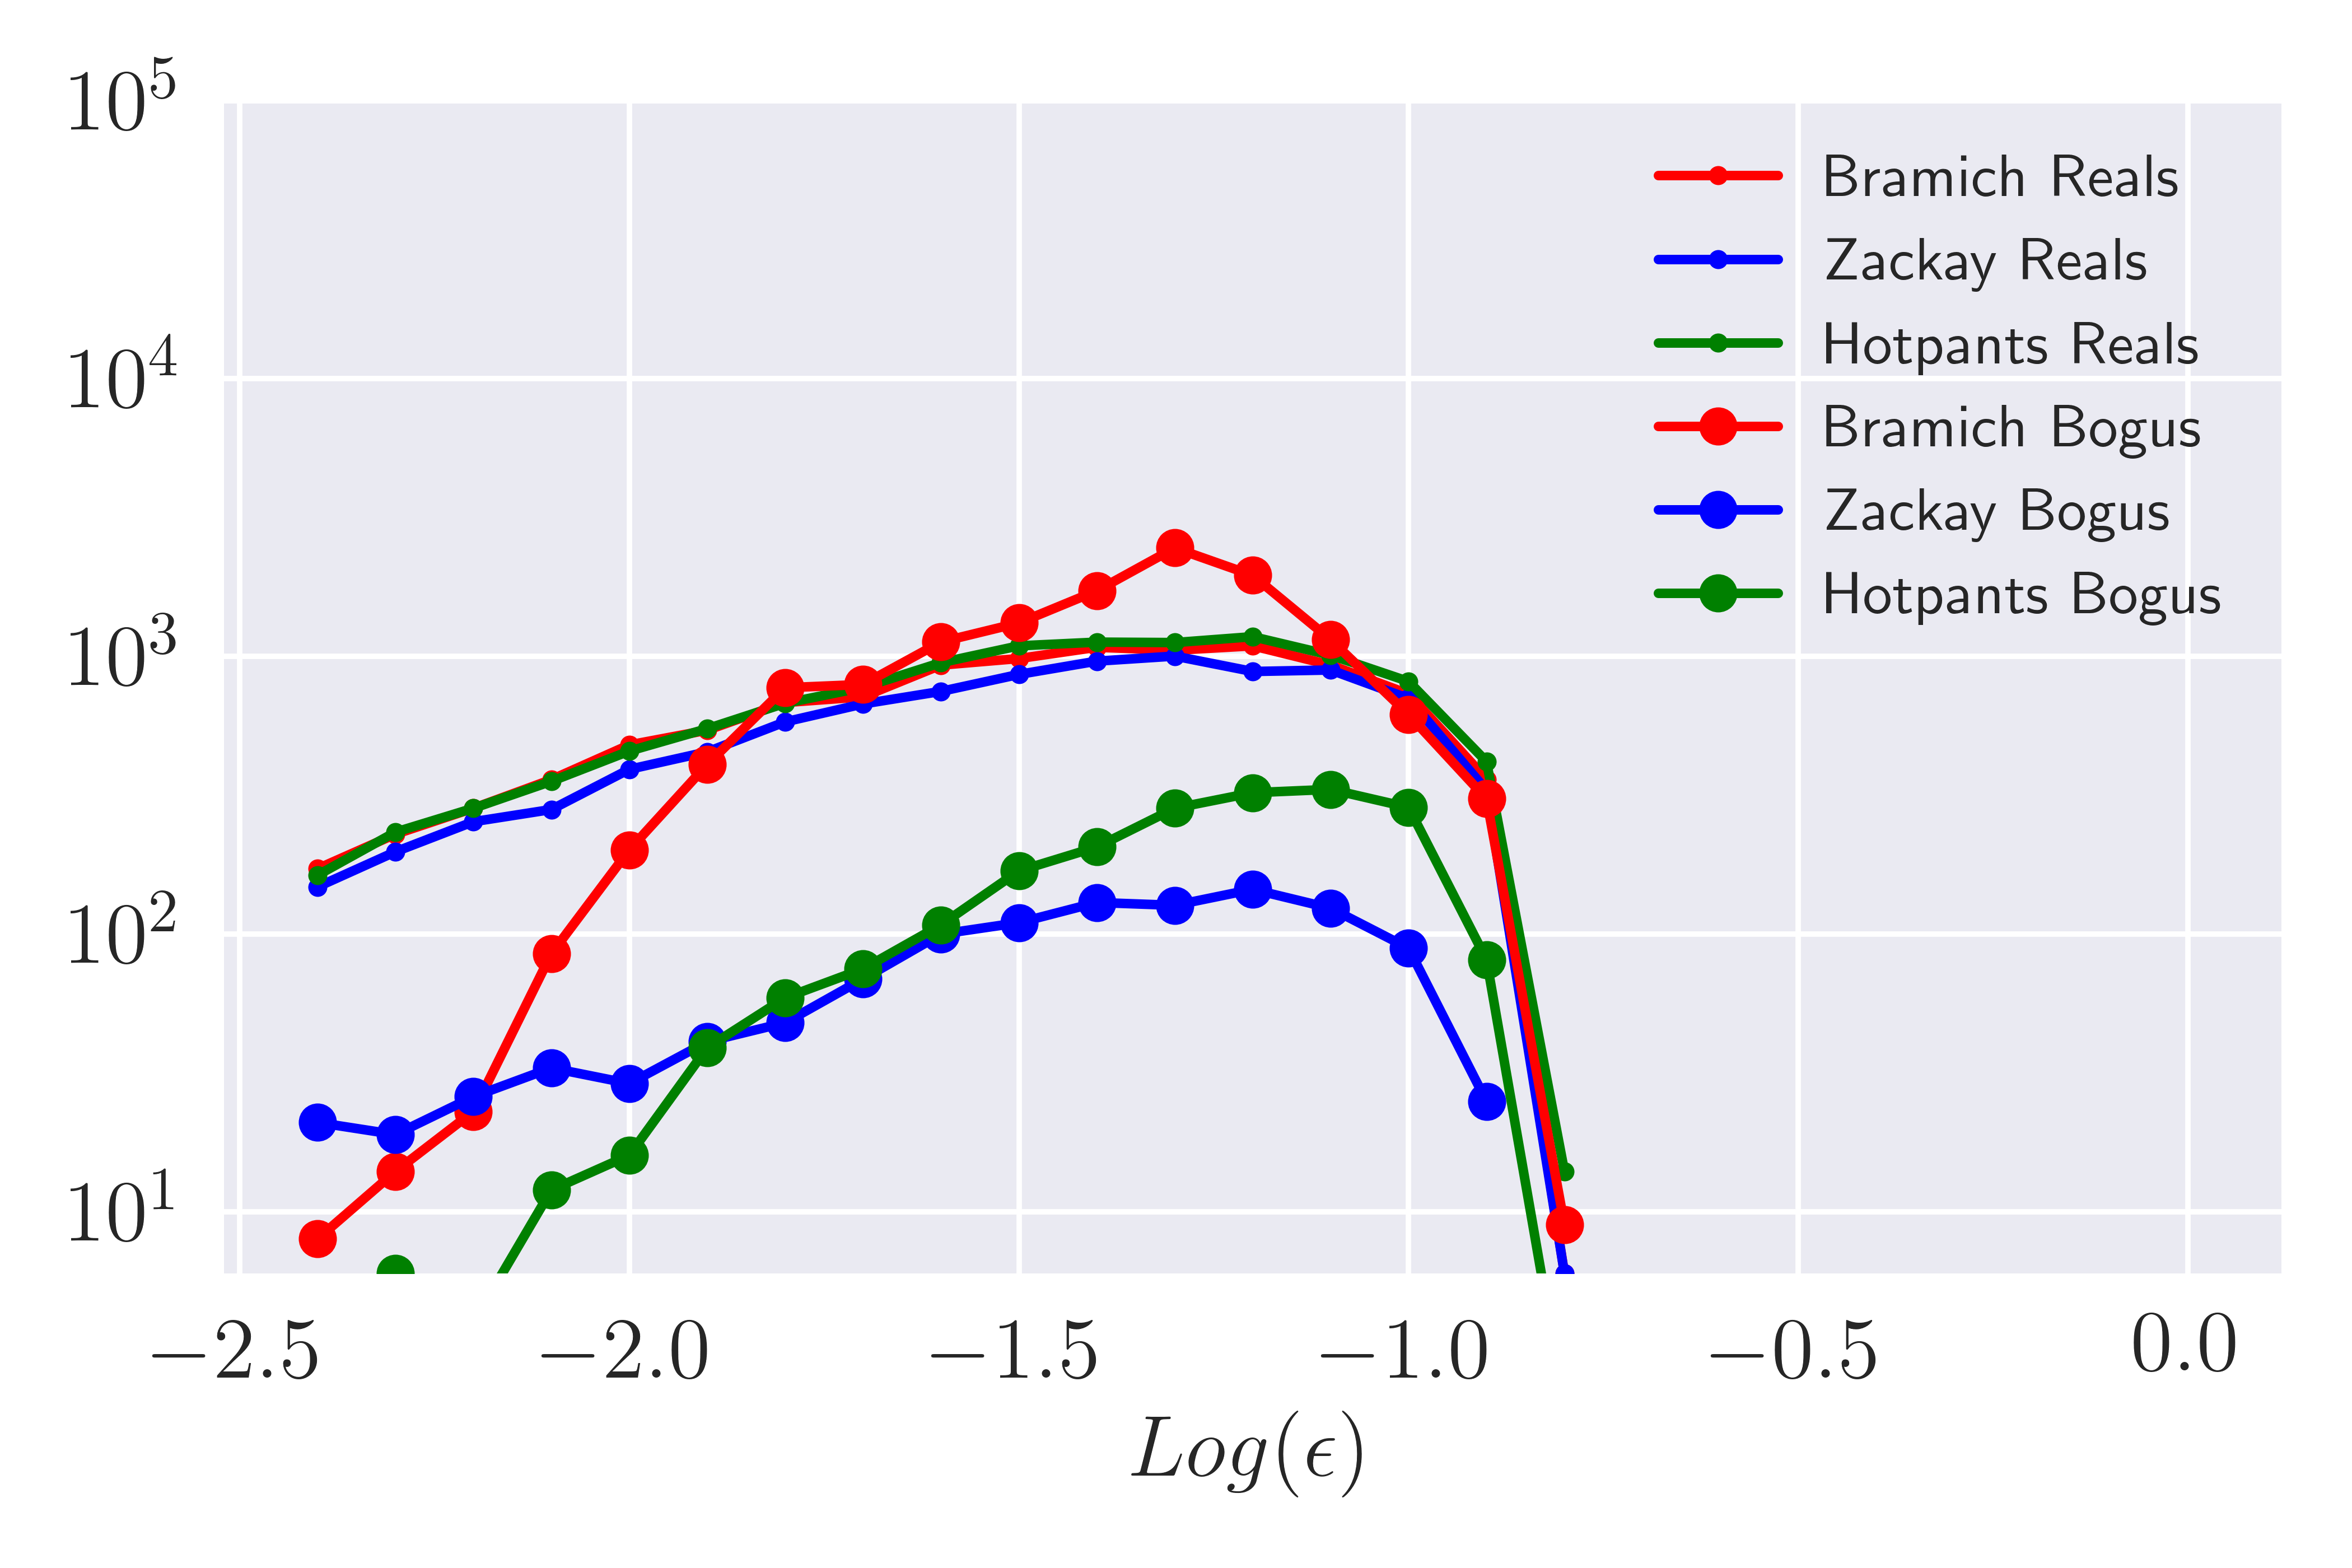 10^5
10^4
10^3
10^2
10^1
Bramich Reals
Zackay Reals
Hotpants Reals
Bramich Bogus
Zackay Bogus
Hotpants Bogus
−2.5 −2.0 −1.5 −1.0 −0.5 0.0
Log(ϵ)